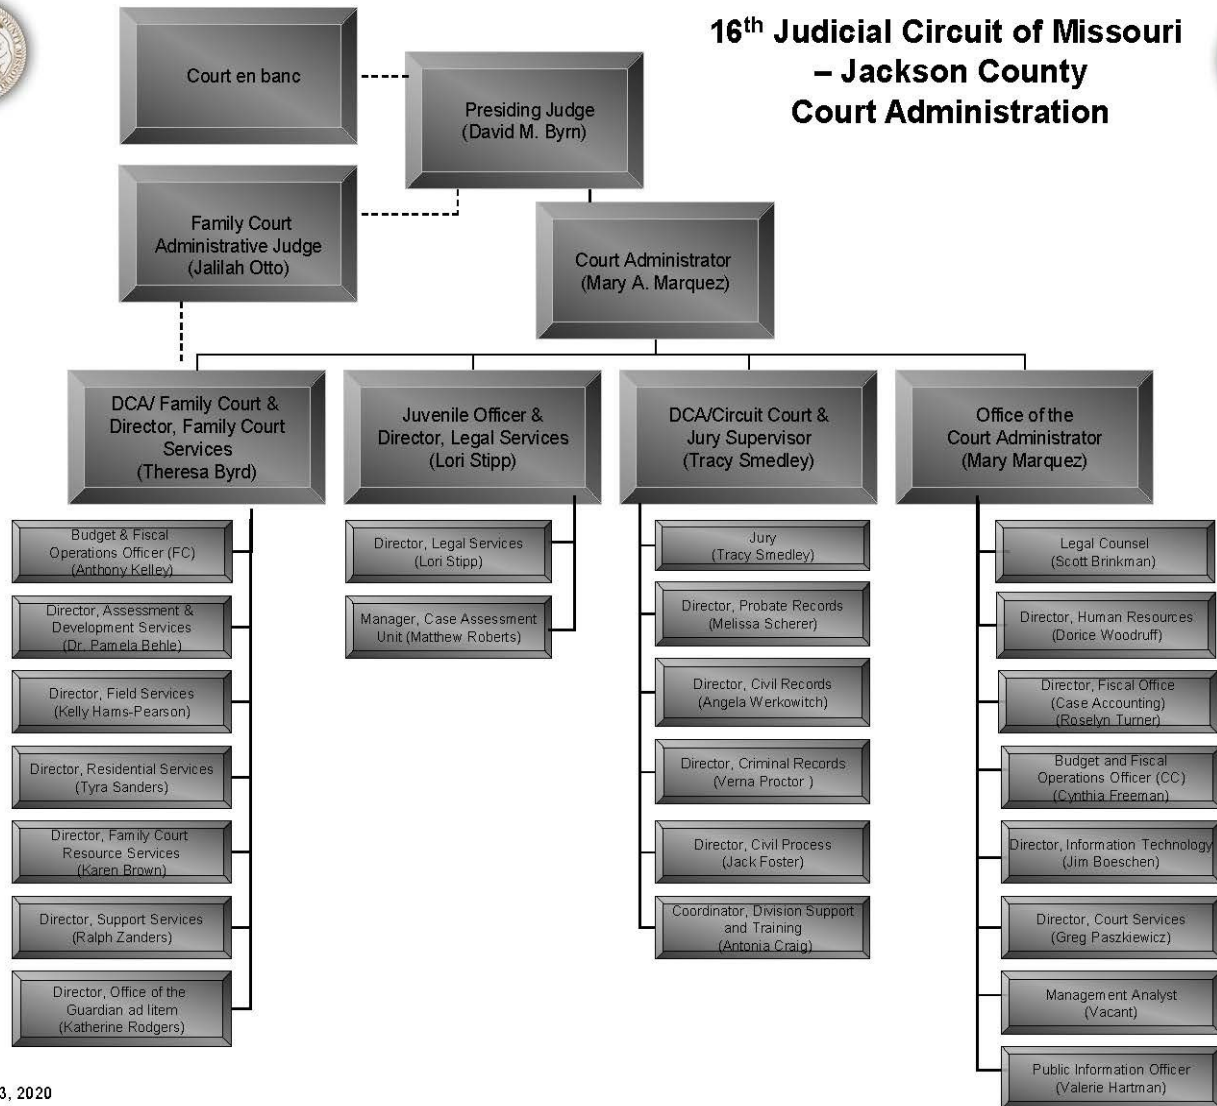 16th Judicial Circuit of Missouri
– Jackson County
Court Administration
Court en banc
Presiding Judge
(David M. Byrn)
Family Court
Administrative Judge
(Jalilah Otto)
Court Administrator
(Mary A. Marquez)
DCA/ Family Court &
Director, Family Court
Services
(Theresa Byrd)
Juvenile Officer &
Director, Legal Services
(Lori Stipp)
DCA/Circuit Court &
Jury Supervisor
(Tracy Smedley)
Office of the
Court Administrator
(Mary Marquez)
Budget & Fiscal
Operations Officer (FC)
(Anthony Kelley)
Director, Assessment &
Development Services
(Dr. Pamela Behle)
Director, Field Services
(Kelly Hams-Pearson)
Director, Residential Services
(Tyra Sanders)
Director, Family Court
Resource Services
(Karen Brown)
Director, Support Services
(Ralph Zanders)
Director, Office of the
Guardian ad litem
(Katherine Rodgers)
Director, Legal Services
(Lori Stipp)
Manager, Case Assessment
Unit (Matthew Roberts)
Jury
(Tracy Smedley)
Director, Probate Records
(Melissa Scherer)
Director, Civil Records
(Angela Werkowitch)
Director, Criminal Records
(Verna Proctor )
Director, Civil Process
(Jack Foster)
Coordinator, Division Support
and Training
(Antonia Craig)
Legal Counsel
(Scott Brinkman)
Director, Human Resources
(Dorice Woodruff)
Director, Fiscal Office
(Case Accounting)
(Roselyn Turner)
Budget and Fiscal
Operations Officer (CC)
(Cynthia Freeman)
Director, Information Technology
(Jim Boeschen)
Director, Court Services
(Greg Paszkiewicz)
Management Analyst
(Vacant)
Public Information Officer
(Valerie Hartman)
3, 2020